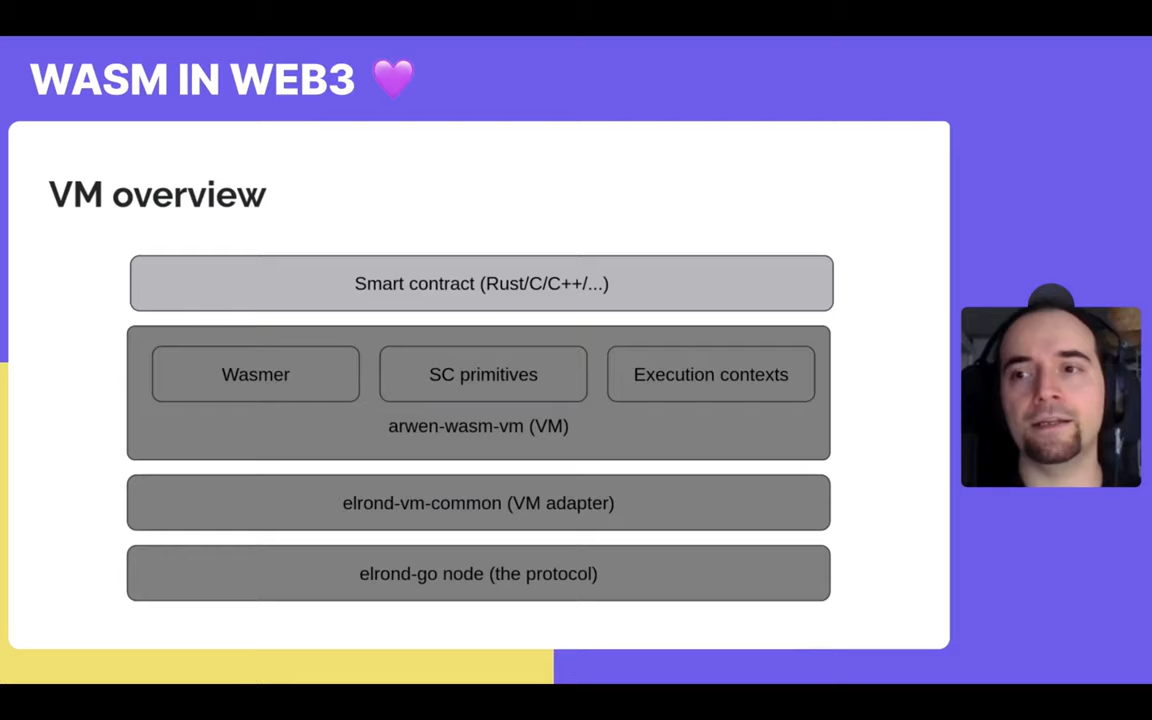 WASM IN WEB3 💜
VM overview
Smart contract (Rust/C/C++/...)
Wasmer
SC primitives
Execution contexts
arwen-wasm-vm (VM)
elrond-vm-common (VM adapter)
elrond-go node (the protocol)